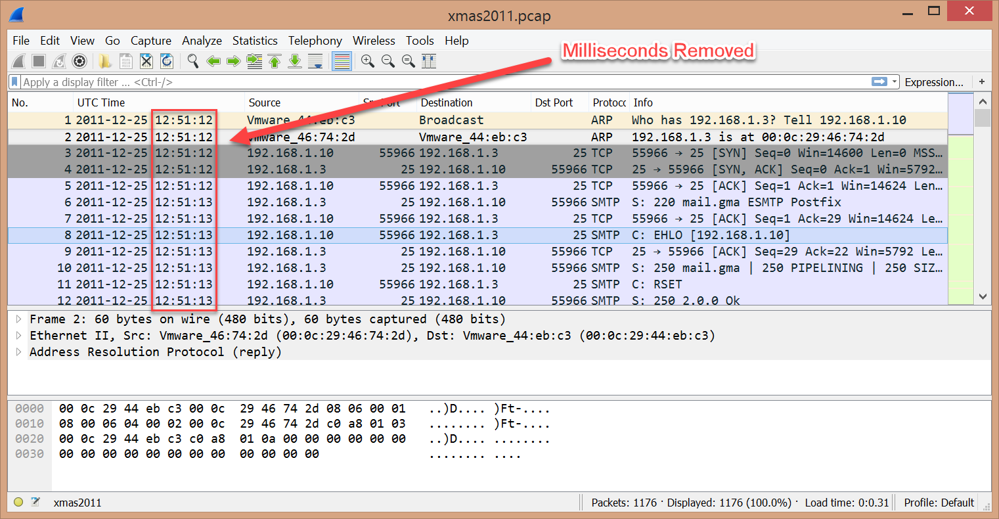 xmas2011.pcap
File Edit View Go Capture Analyze Statistics Telephony Wireless Tools Help
Milliseconds Removed
Apply a display filter ... <Ctrl-/> Expression... +
No. UTC Time Source Destination Dst Port Info
1 2011-12-25 12:51:12 Vmware_44:eb:c3 Broadcast ARP Who has 192.168.1.3? Tell 192.168.1.10
2 2011-12-25 12:51:12 Vmware_46:74:2d Vmware_44:eb:c3 ARP 192.168.1.3 is at 00:0c:29:46:74:2d
3 2011-12-25 12:51:12 192.168.1.10 55966 192.168.1.3 25 TCP 55966 → 25 [SYN] Seq=0 Win=14600 Len=0 MSS…
4 2011-12-25 12:51:12 192.168.1.3 25 192.168.1.10 55966 TCP 25 → 55966 [SYN, ACK] Seq=0 Ack=1 Win=5792…
5 2011-12-25 12:51:12 192.168.1.10 55966 192.168.1.3 25 TCP 55966 → 25 [ACK] Seq=1 Ack=1 Win=14624 Len…
6 2011-12-25 12:51:13 192.168.1.3 25 192.168.1.10 55966 SMTP S: 220 mail.gma ESMTP Postfix
7 2011-12-25 12:51:13 192.168.1.10 55966 192.168.1.3 25 TCP 55966 → 25 [ACK] Seq=1 Ack=29 Win=14624 Le…
8 2011-12-25 12:51:13 192.168.1.10 55966 192.168.1.3 25 SMTP C: EHLO [192.168.1.10]
9 2011-12-25 12:51:13 192.168.1.3 25 192.168.1.10 55966 TCP 25 → 55966 [ACK] Seq=29 Ack=22 Win=5792 Le…
10 2011-12-25 12:51:13 192.168.1.3 25 192.168.1.10 55966 SMTP S: 250 mail.gma | 250 PIPELINING | 250 SIZ…
11 2011-12-25 12:51:13 192.168.1.10 55966 192.168.1.3 25 SMTP C: RSET
12 2011-12-25 12:51:13 192.168.1.3 25 192.168.1.10 55966 SMTP S: 250 2.0.0 Ok
Frame 2: 60 bytes on wire (480 bits), 60 bytes captured (480 bits)
Ethernet II, Src: Vmware_46:74:2d (00:0c:29:46:74:2d), Dst: Vmware_44:eb:c3 (00:0c:29:44:eb:c3)
Address Resolution Protocol (reply)
0000 00 0c 29 44 eb c3 00 0c 29 46 74 2d 08 06 00 01 ..)D.... )Ft-....
0010 08 00 06 04 00 02 00 0c 29 46 74 2d c0 a8 01 03 ........ )Ft-....
0020 00 0c 29 44 eb c3 c0 a8 01 0a 00 00 00 00 00 00 ..)D.... ........
0030 00 00 00 00 00 00 00 00 00 00 00 00 ........ ....
xmas2011 Packets: 1176 · Displayed: 1176 (100.0%) · Load time: 0:0.31 Profile: Default